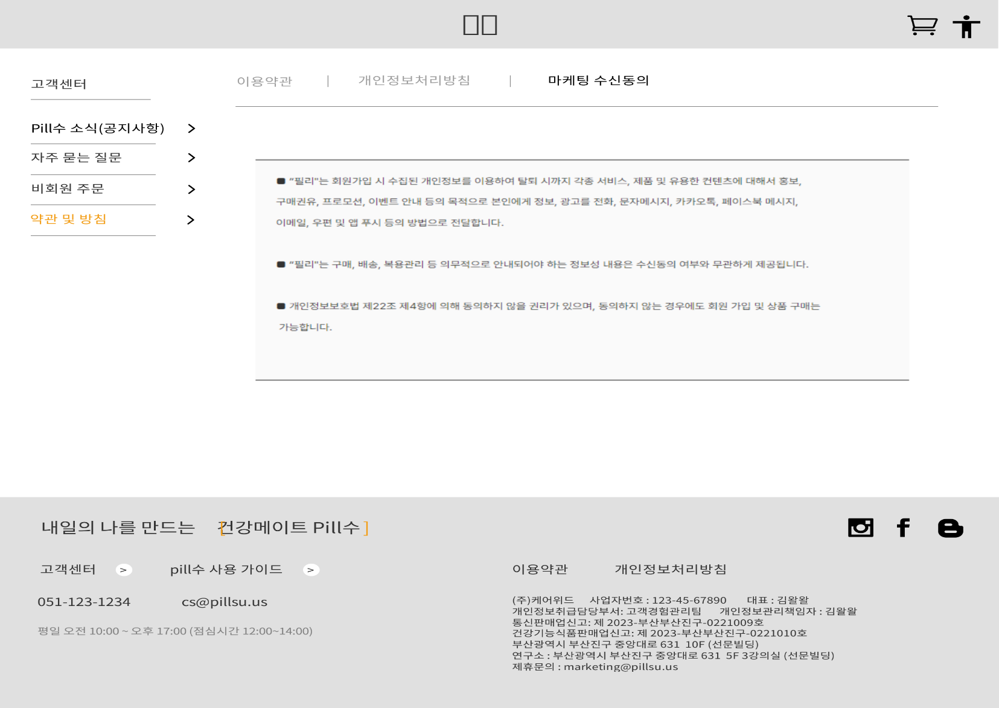 고객센터
이용약관 | 개인정보처리방침 | 마케팅 수신동의
Pill수 소식(공지사항) >
자주 묻는 질문 >
비회원 주문 >
약관 및 방침 >
■ “필리"는 회원가입 시 수집된 개인정보를 이용하여 탈퇴 시까지 각종 서비스, 제품 및 유용한 컨텐츠에 대해서 홍보,
구매권유, 프로모션, 이벤트 안내 등의 목적으로 본인에게 정보, 광고를 전화, 문자메시지, 카카오톡, 페이스북 메시지,
이메일, 우편 및 앱 푸시 등의 방법으로 전달합니다.
■ “필리"는 구매, 배송, 복용관리 등 의무적으로 안내되어야 하는 정보성 내용은 수신동의 여부와 무관하게 제공됩니다.
■ 개인정보보호법 제22조 제4항에 의해 동의하지 않을 권리가 있으며, 동의하지 않는 경우에도 회원 가입 및 상품 구매는
가능합니다.
내일의 나를 만드는 [건강메이트 Pill수]
고객센터 > pill수 사용 가이드 >
051-123-1234 cs@pillsu.us
평일 오전 10:00 ~ 오후 17:00 (점심시간 12:00~14:00)
이용약관 개인정보처리방침
(주)케어위드 사업자번호 : 123-45-67890 대표 : 김왈왈
개인정보취급담당부서: 고객경험관리팀 개인정보관리책임자 : 김왈왈
통신판매업신고: 제 2023-부산부산진구-0221009호
건강기능식품판매업신고: 제 2023-부산부산진구-0221010호
부산광역시 부산진구 중앙대로 631 10F (선문빌딩)
연구소 : 부산광역시 부산진구 중앙대로 631 5F 3강의실 (선문빌딩)
제휴문의 : marketing@pillsu.us